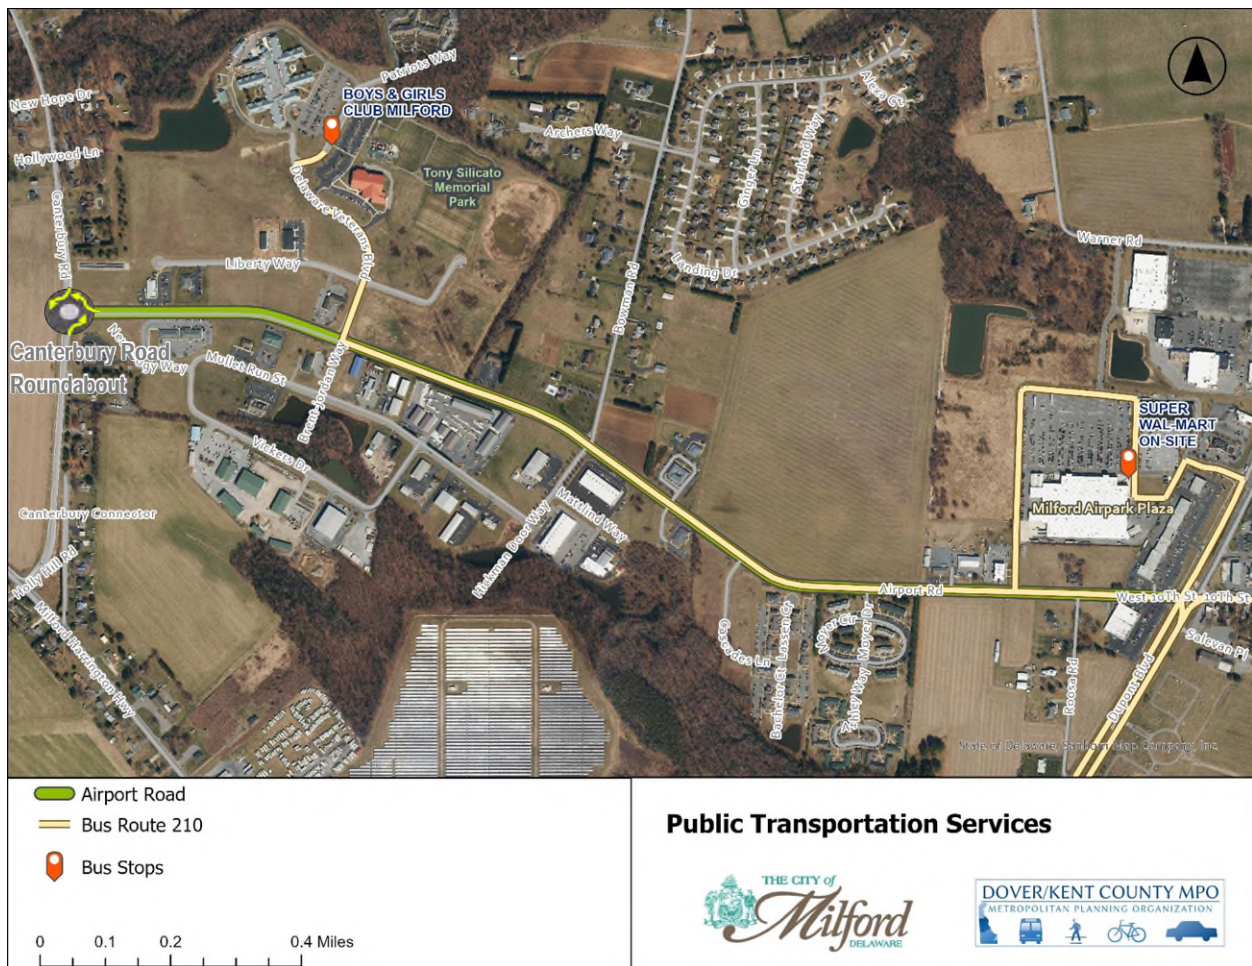 Patriots Way
New Hope Dr
BOYS & GIRLS
CLUB MILFORD
Alexa Ct
Archers Way
Hollywood Ln
Tony Silicato
Memorial
Park
Ginger Ln
Starland Way
Canterbury Rd
Delaware Veterans Blvd
Warner Rd
Liberty Way
Landing Dr
Bowman Rd
Canterbury Road
Roundabout
Mullet Run St
Brent-Jordan Way
SUPER
WAL-MART
ON-SITE
Vickers Dr
Mattlind Way
Milford Airpark Plaza
Canterbury Connector
Hickman Door Way
Holly Hill Rd
Airport Rd
West 10Th St
10Th St
Milford Harrington Hwy
Cascades Ln
Bachelor Ct
Lassen Ct
Moyer Cir
Moyer Dr
Salevan Pl
Roosa Rd
Dupont Blvd
State of Delaware, Sanborn Map Company, Inc.
Airport Road
Bus Route 210
Bus Stops
0 0.1 0.2 0.4 Miles
Public Transportation Services
THE CITY of
Milford
DELAWARE
DOVER/KENT COUNTY MPO
METROPOLITAN PLANNING ORGANIZATION